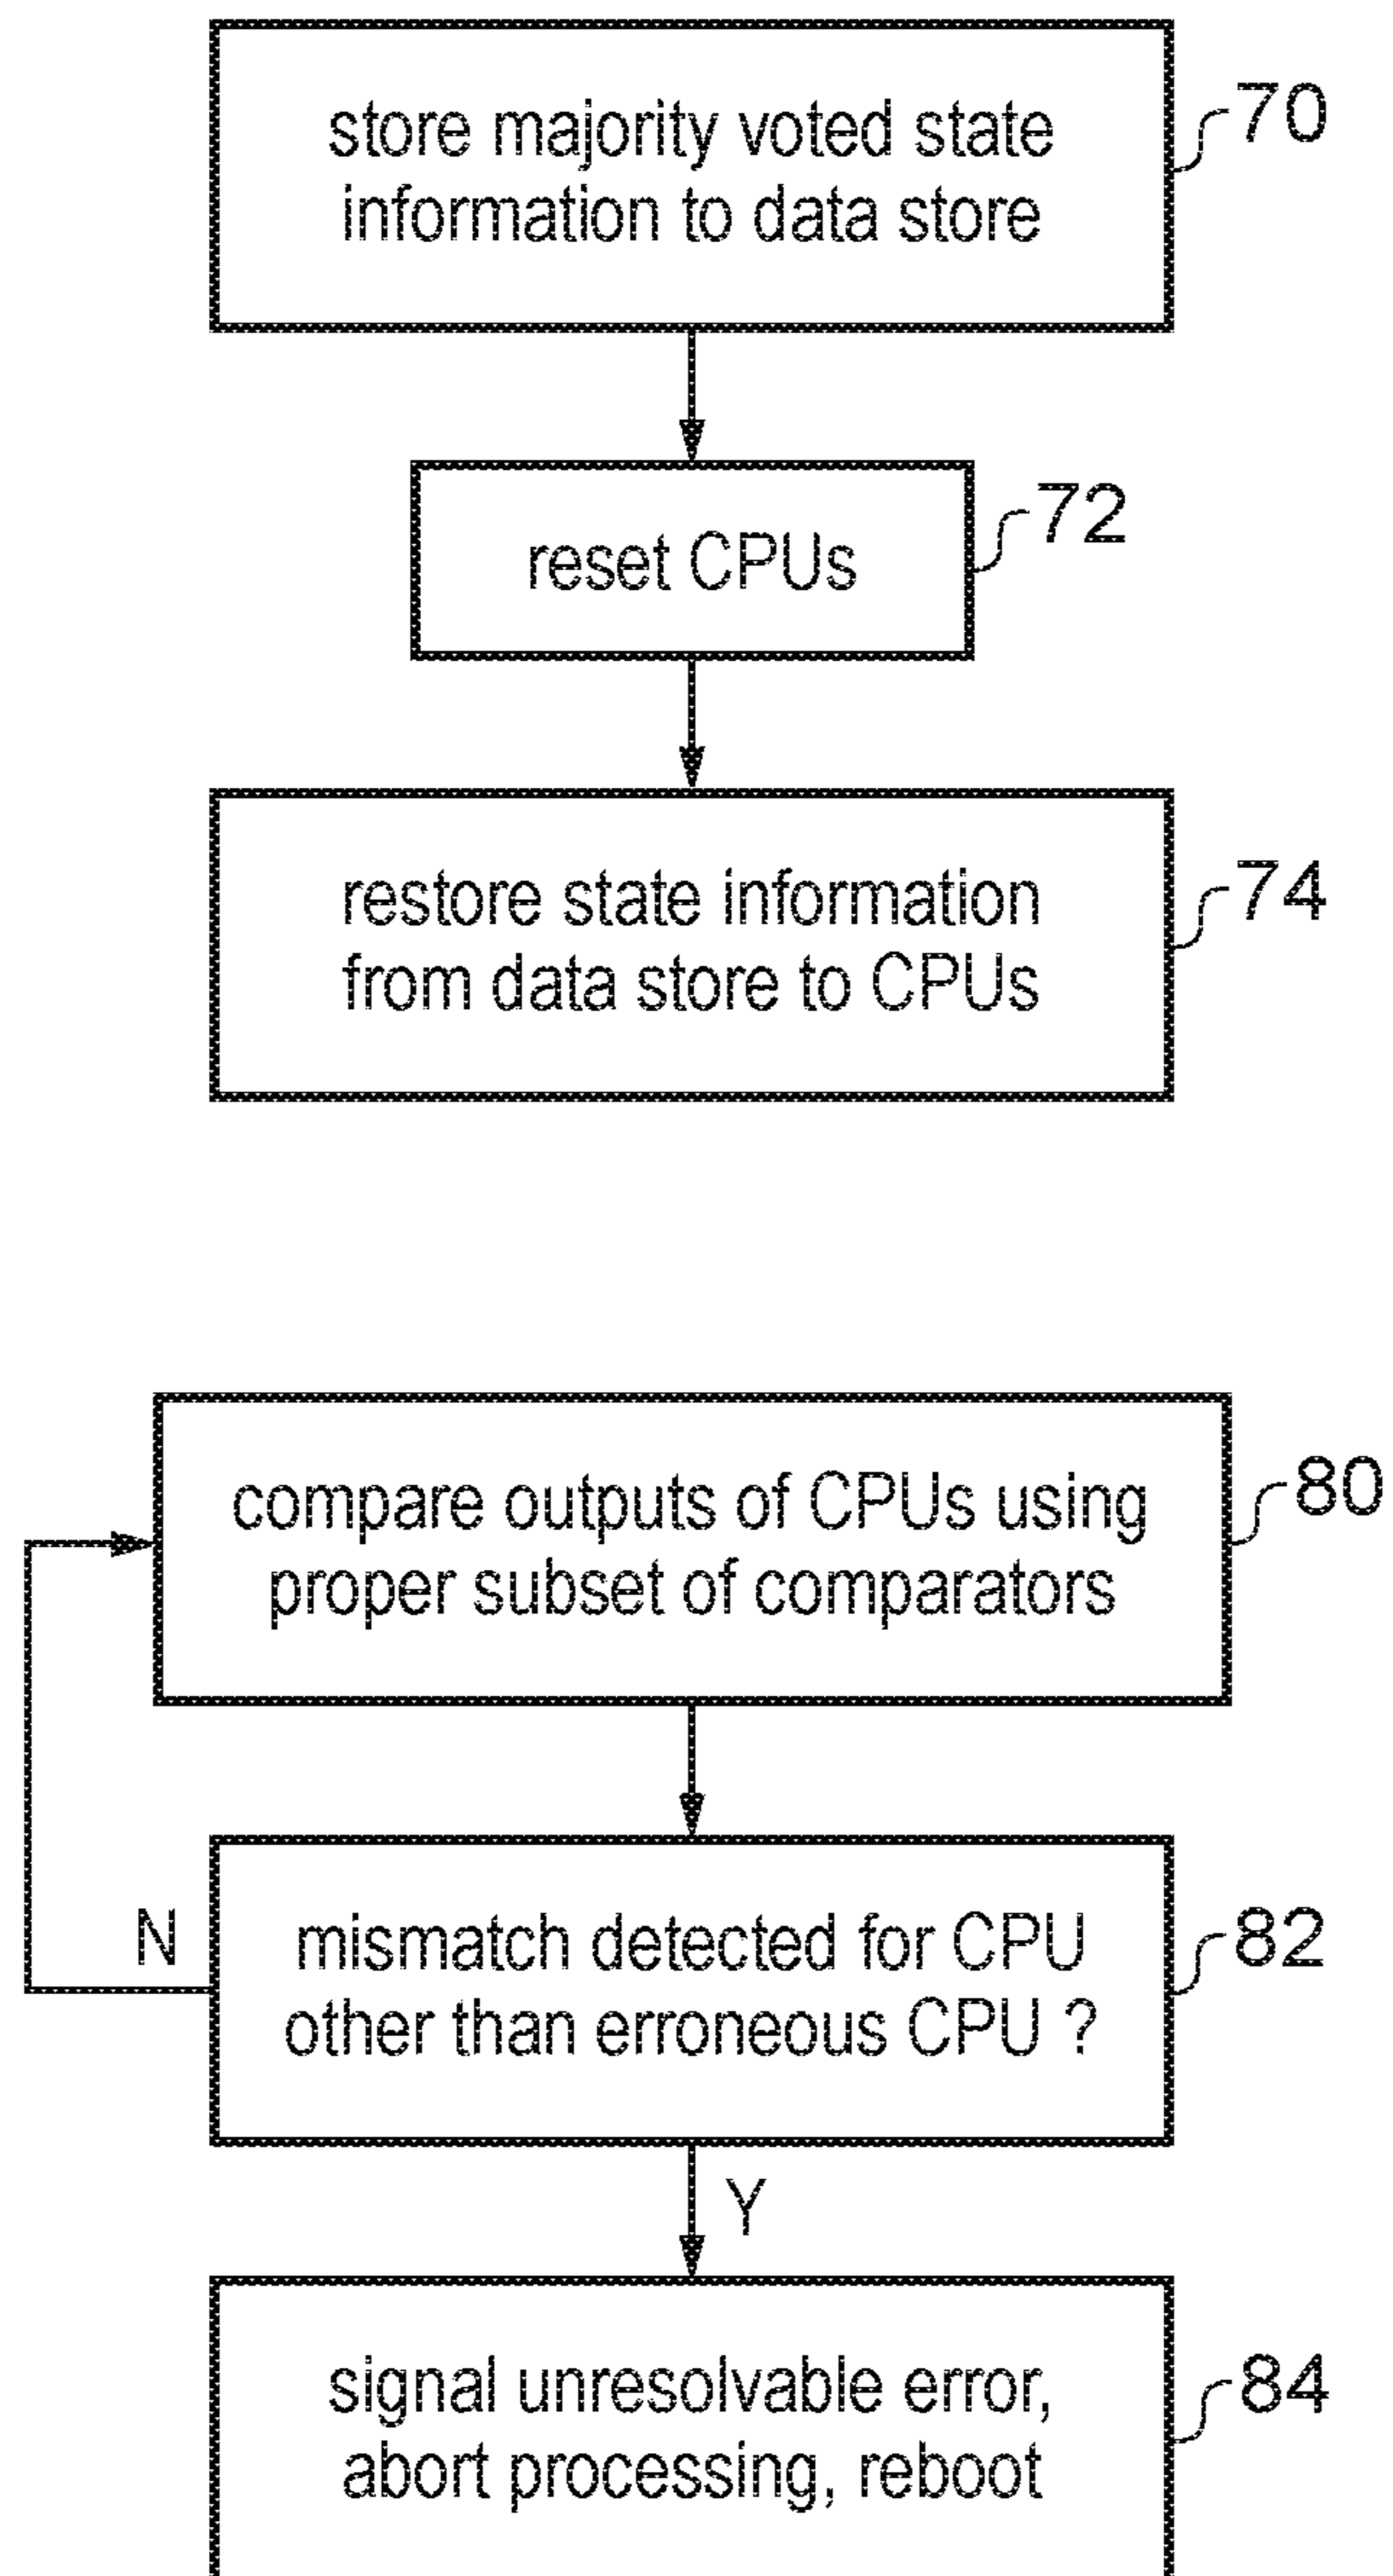 store majority voted state
information to data store
70
reset CPUs
72
restore state information
from data store to CPUs
74
compare outputs of CPUs using
proper subset of comparators
80
N
mismatch detected for CPU
other than erroneous CPU ?
82
Y
signal unresolvable error,
abort processing, reboot
84